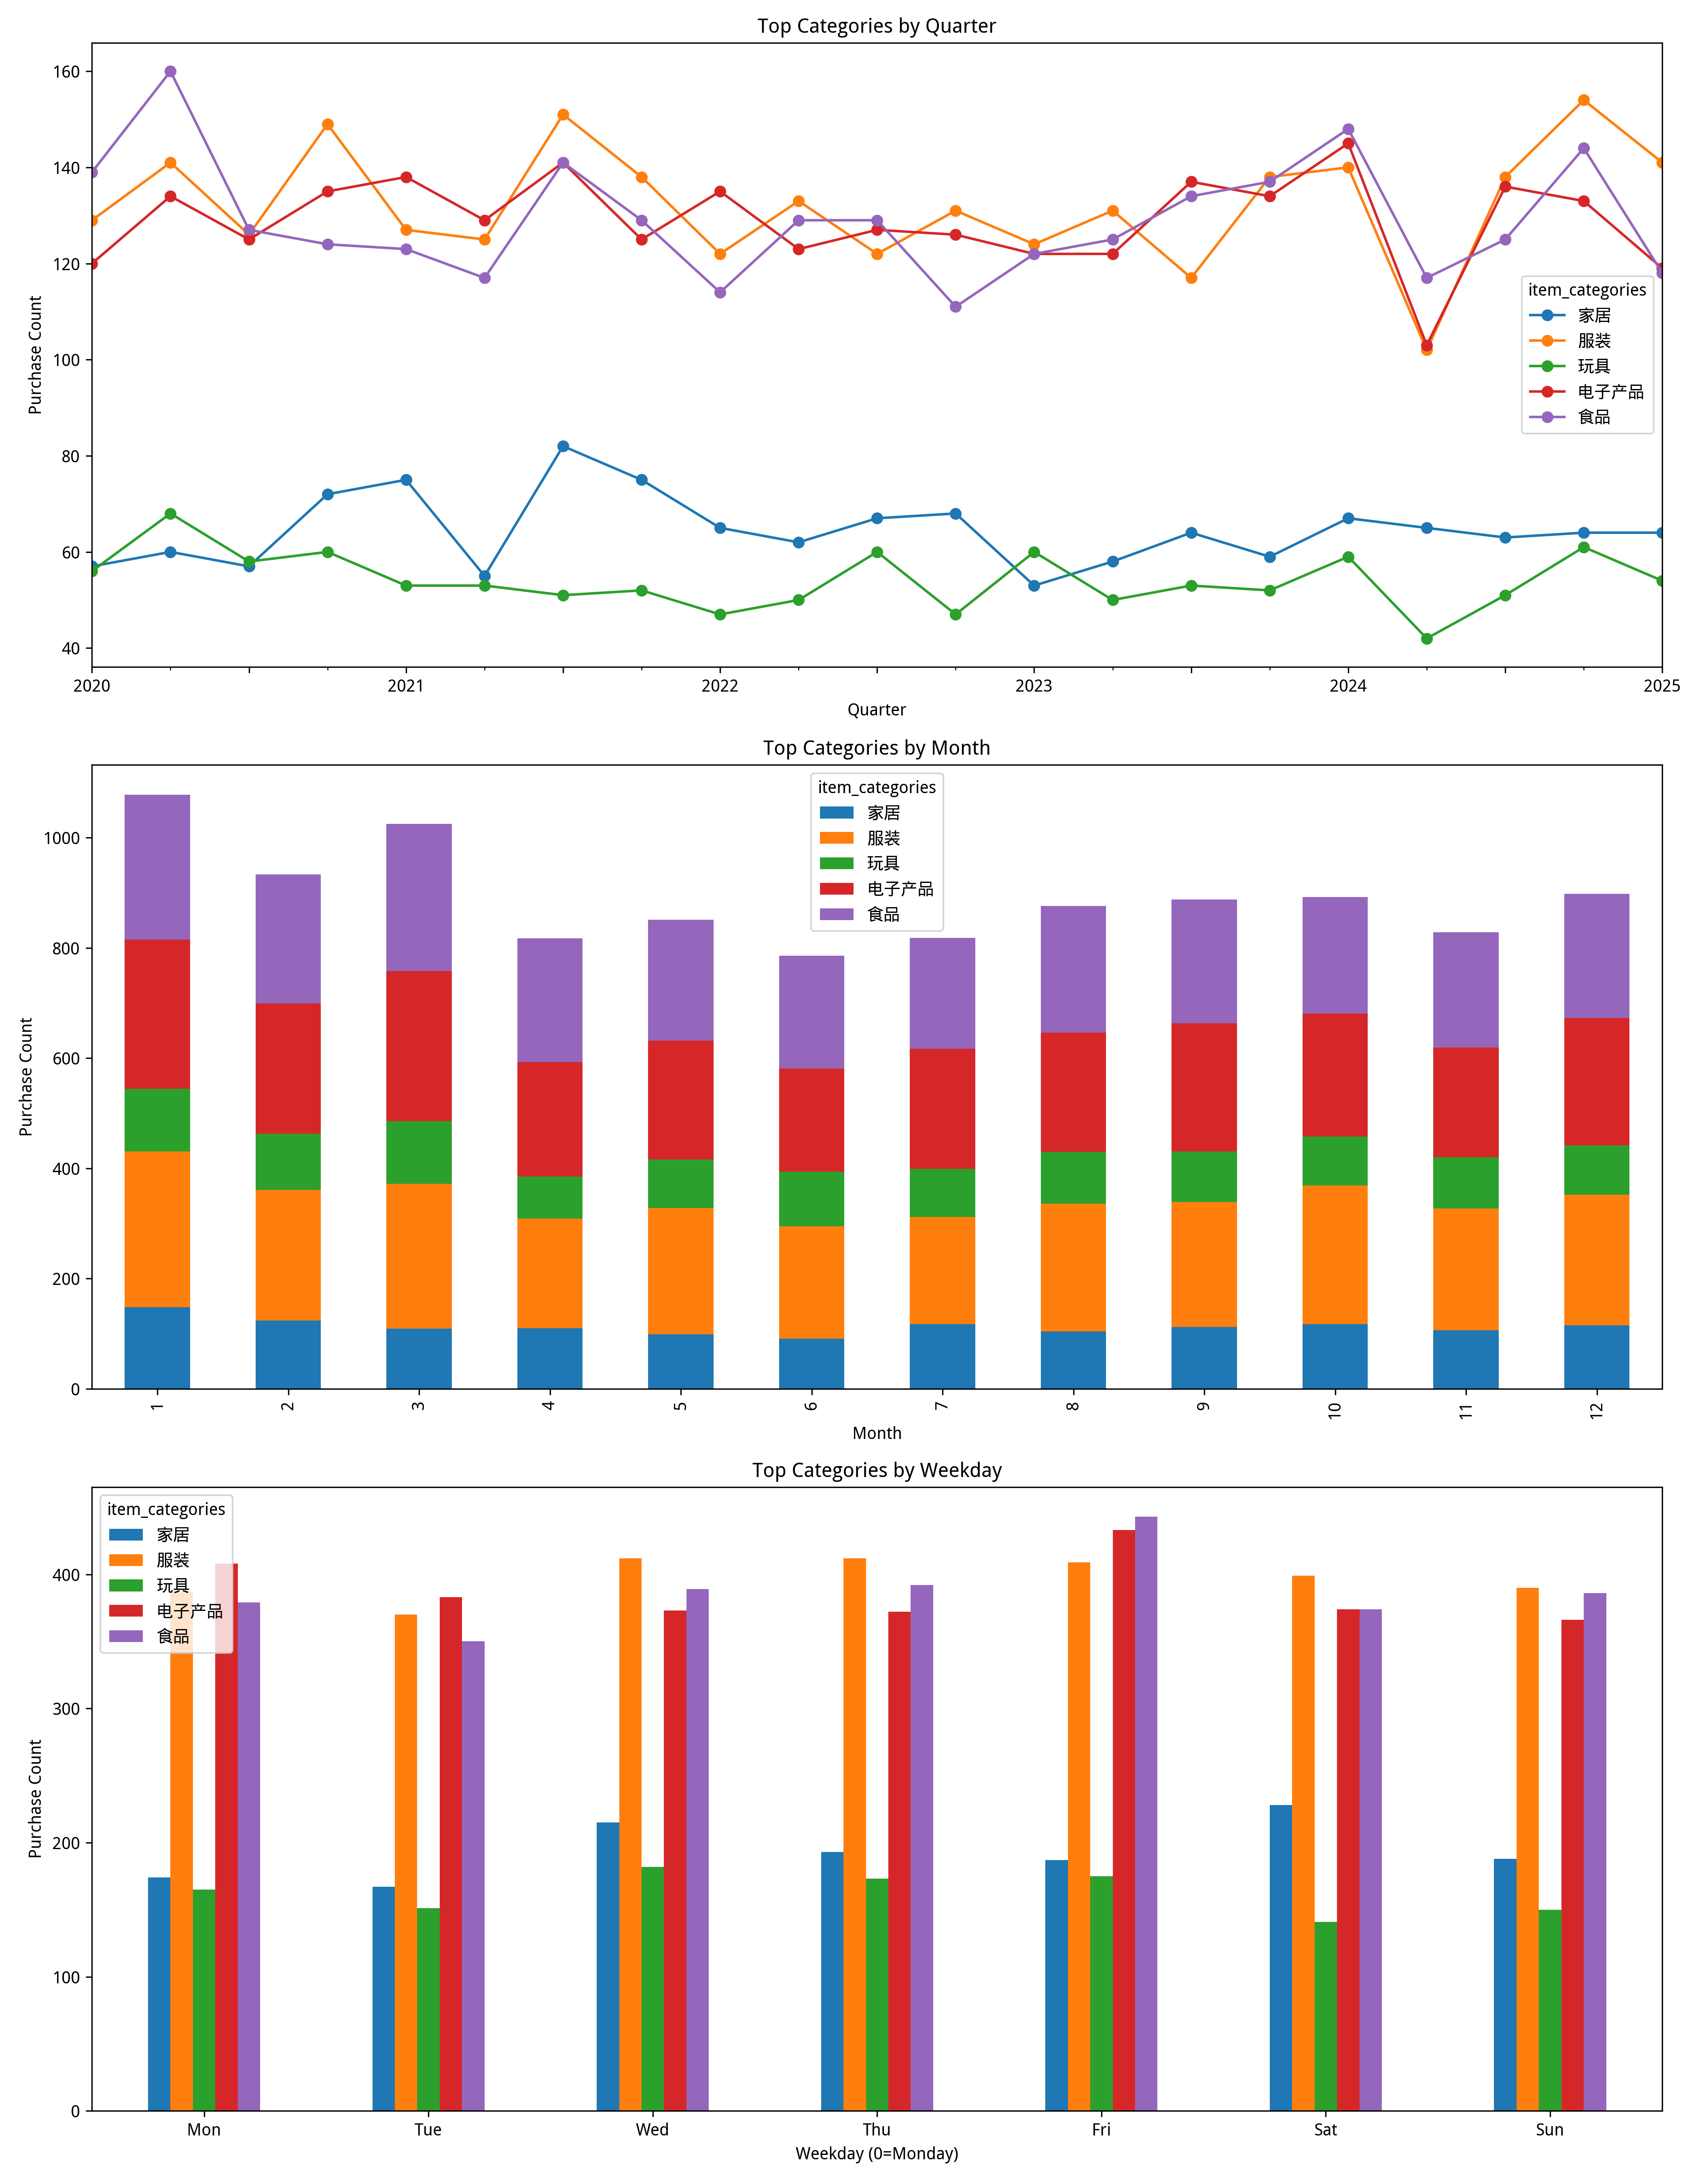 Top Categories by Quarter
160
140
120
100
80
60
40
Purchase Count
item_categories
家居
服装
玩具
电子产品
食品
2020 2021 2022 2023 2024 2025
Quarter
Top Categories by Month
1000
800
600
400
200
0
Purchase Count
item_categories
家居
服装
玩具
电子产品
食品
1 2 3 4 5 6 7 8 9 10 11 12
Month
Top Categories by Weekday
400
300
200
100
0
Purchase Count
item_categories
家居
服装
玩具
电子产品
食品
Mon Tue Wed Thu Fri Sat Sun
Weekday (0=Monday)